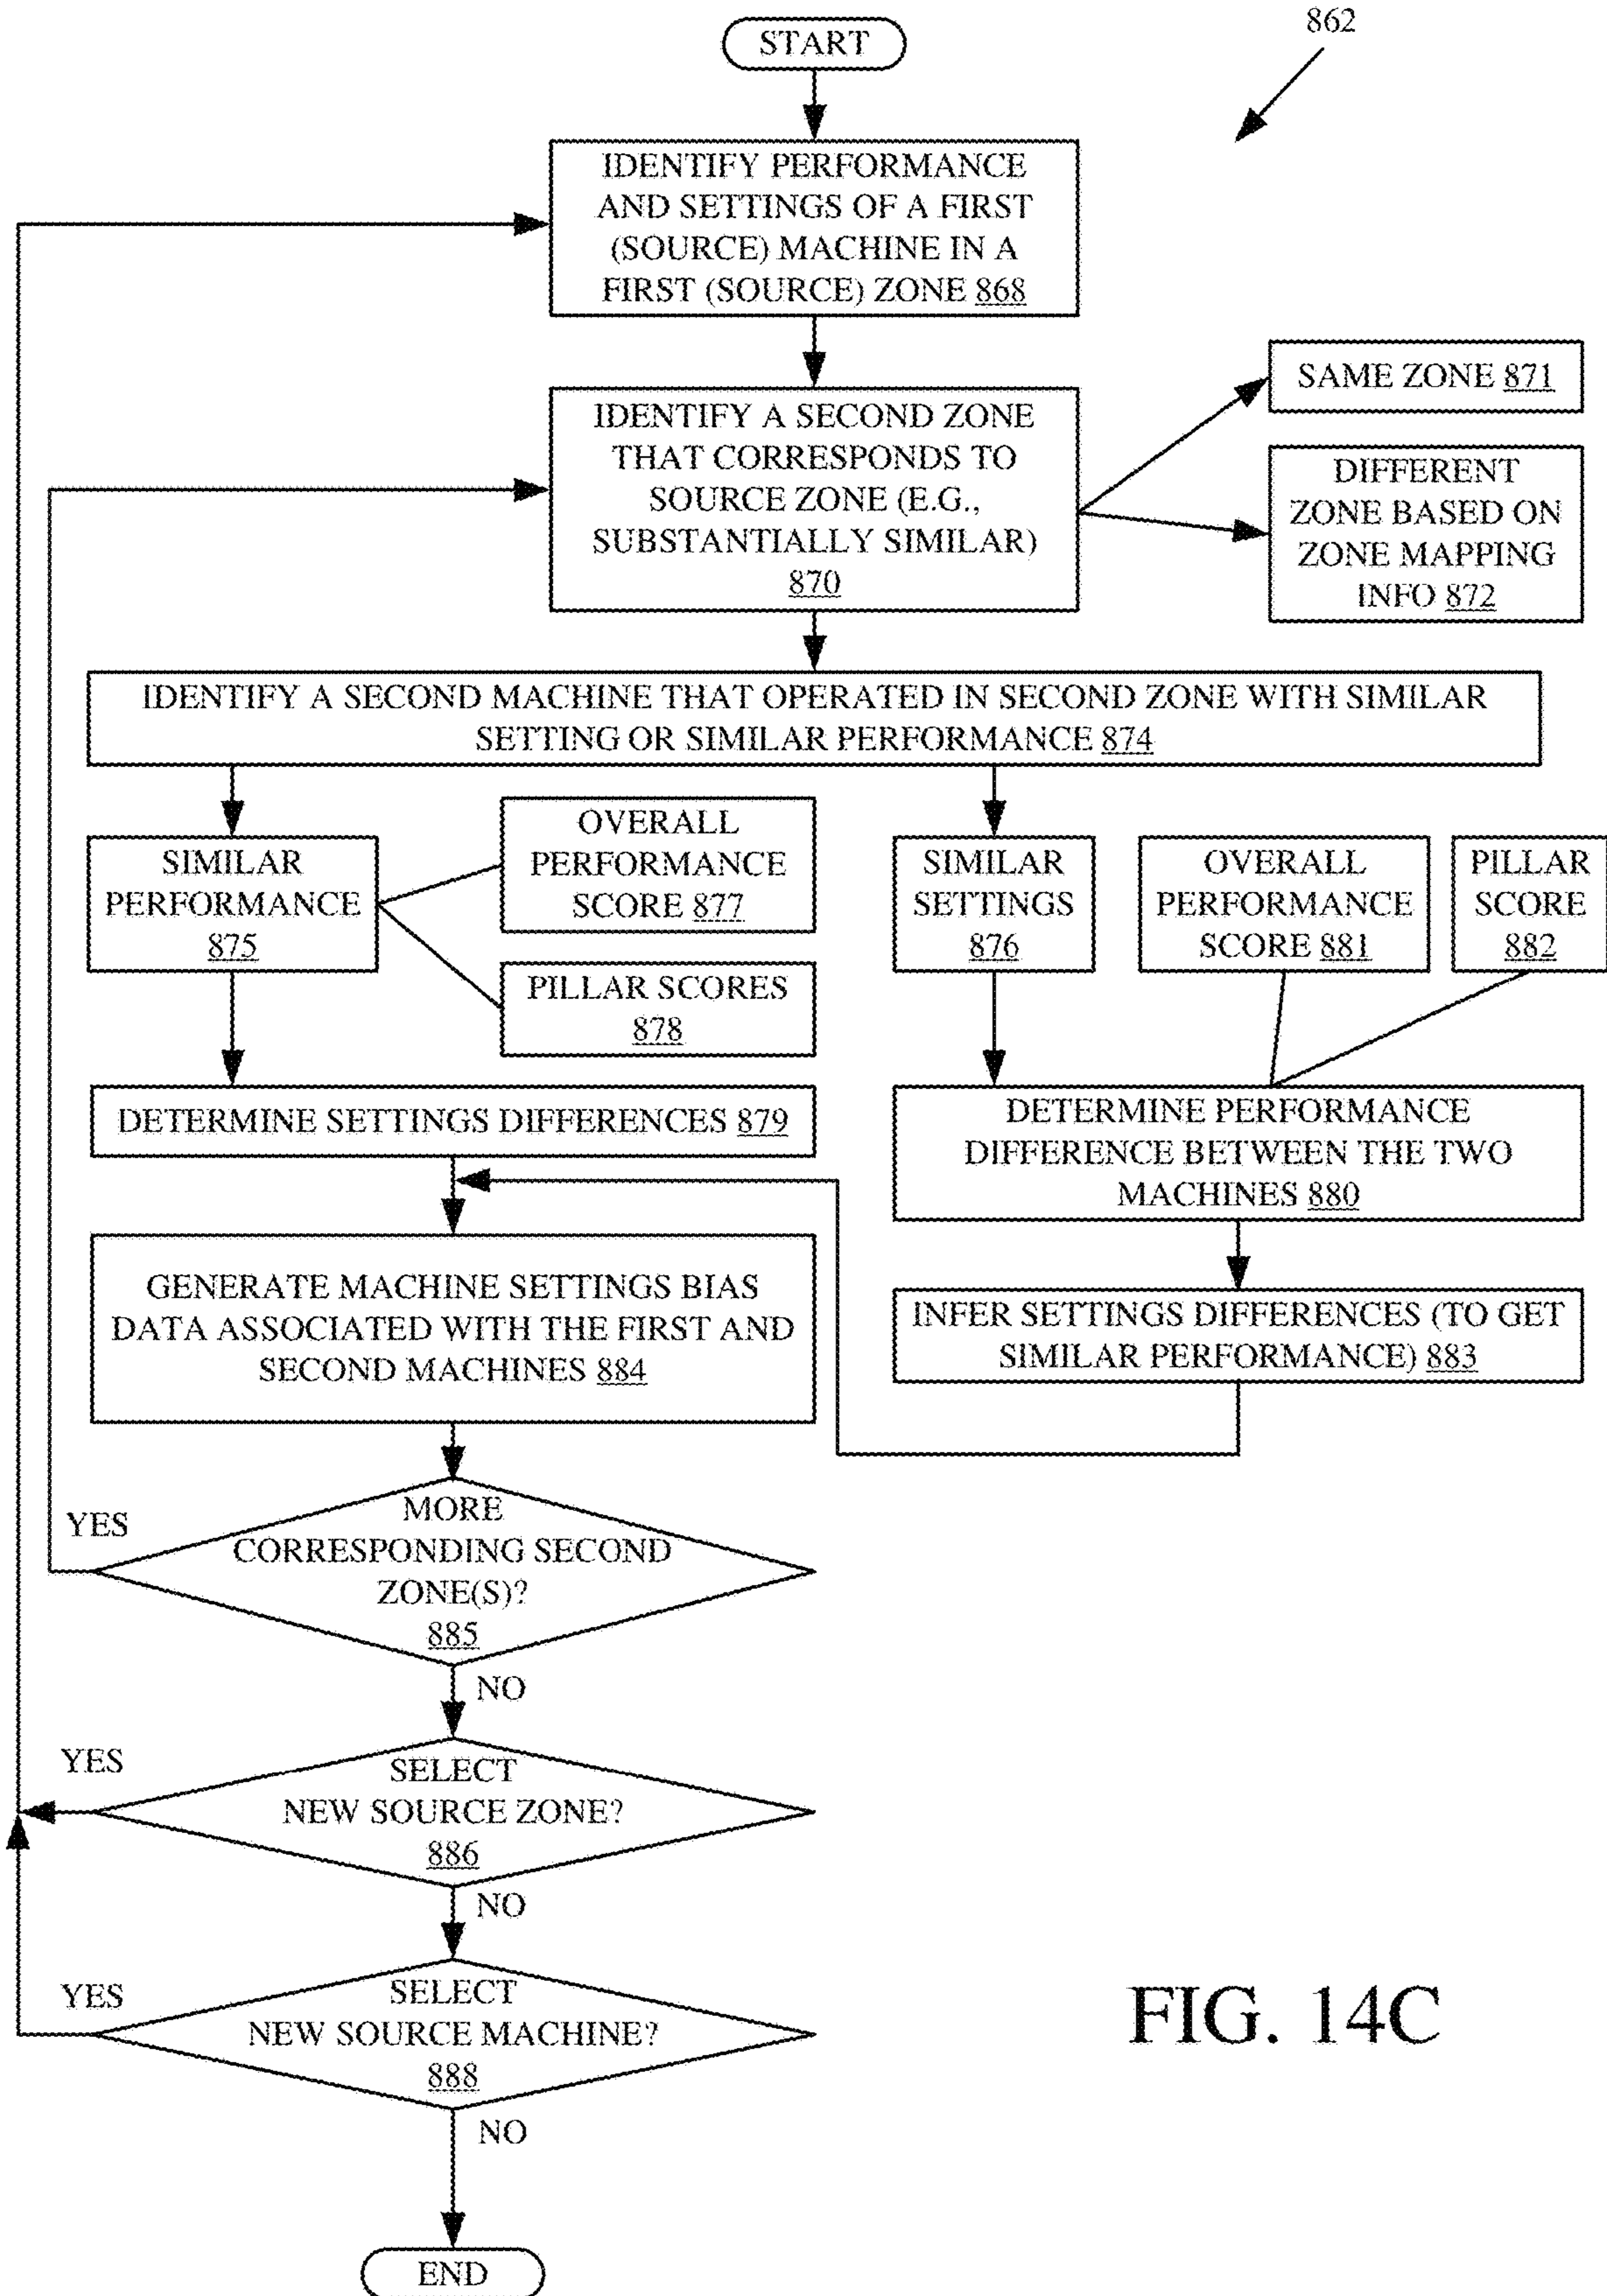 START
862
IDENTIFY PERFORMANCE
AND SETTINGS OF A FIRST
(SOURCE) MACHINE IN A
FIRST (SOURCE) ZONE 868
IDENTIFY A SECOND ZONE
THAT CORRESPONDS TO
SOURCE ZONE (E.G.,
SUBSTANTIALLY SIMILAR)
870
SAME ZONE 871
DIFFERENT
ZONE BASED ON
ZONE MAPPING
INFO 872
IDENTIFY A SECOND MACHINE THAT OPERATED IN SECOND ZONE WITH SIMILAR
SETTING OR SIMILAR PERFORMANCE 874
SIMILAR
PERFORMANCE
875
OVERALL
PERFORMANCE
SCORE 877
PILLAR SCORES
878
SIMILAR
SETTINGS
876
OVERALL
PERFORMANCE
SCORE 881
PILLAR
SCORE
882
DETERMINE SETTINGS DIFFERENCES 879
DETERMINE PERFORMANCE
DIFFERENCE BETWEEN THE TWO
MACHINES 880
INFER SETTINGS DIFFERENCES (TO GET
SIMILAR PERFORMANCE) 883
GENERATE MACHINE SETTINGS BIAS
DATA ASSOCIATED WITH THE FIRST AND
SECOND MACHINES 884
YES
MORE
CORRESPONDING SECOND
ZONE(S)?
885
NO
YES
SELECT
NEW SOURCE ZONE?
886
NO
YES
SELECT
NEW SOURCE MACHINE?
888
NO
END
FIG. 14C